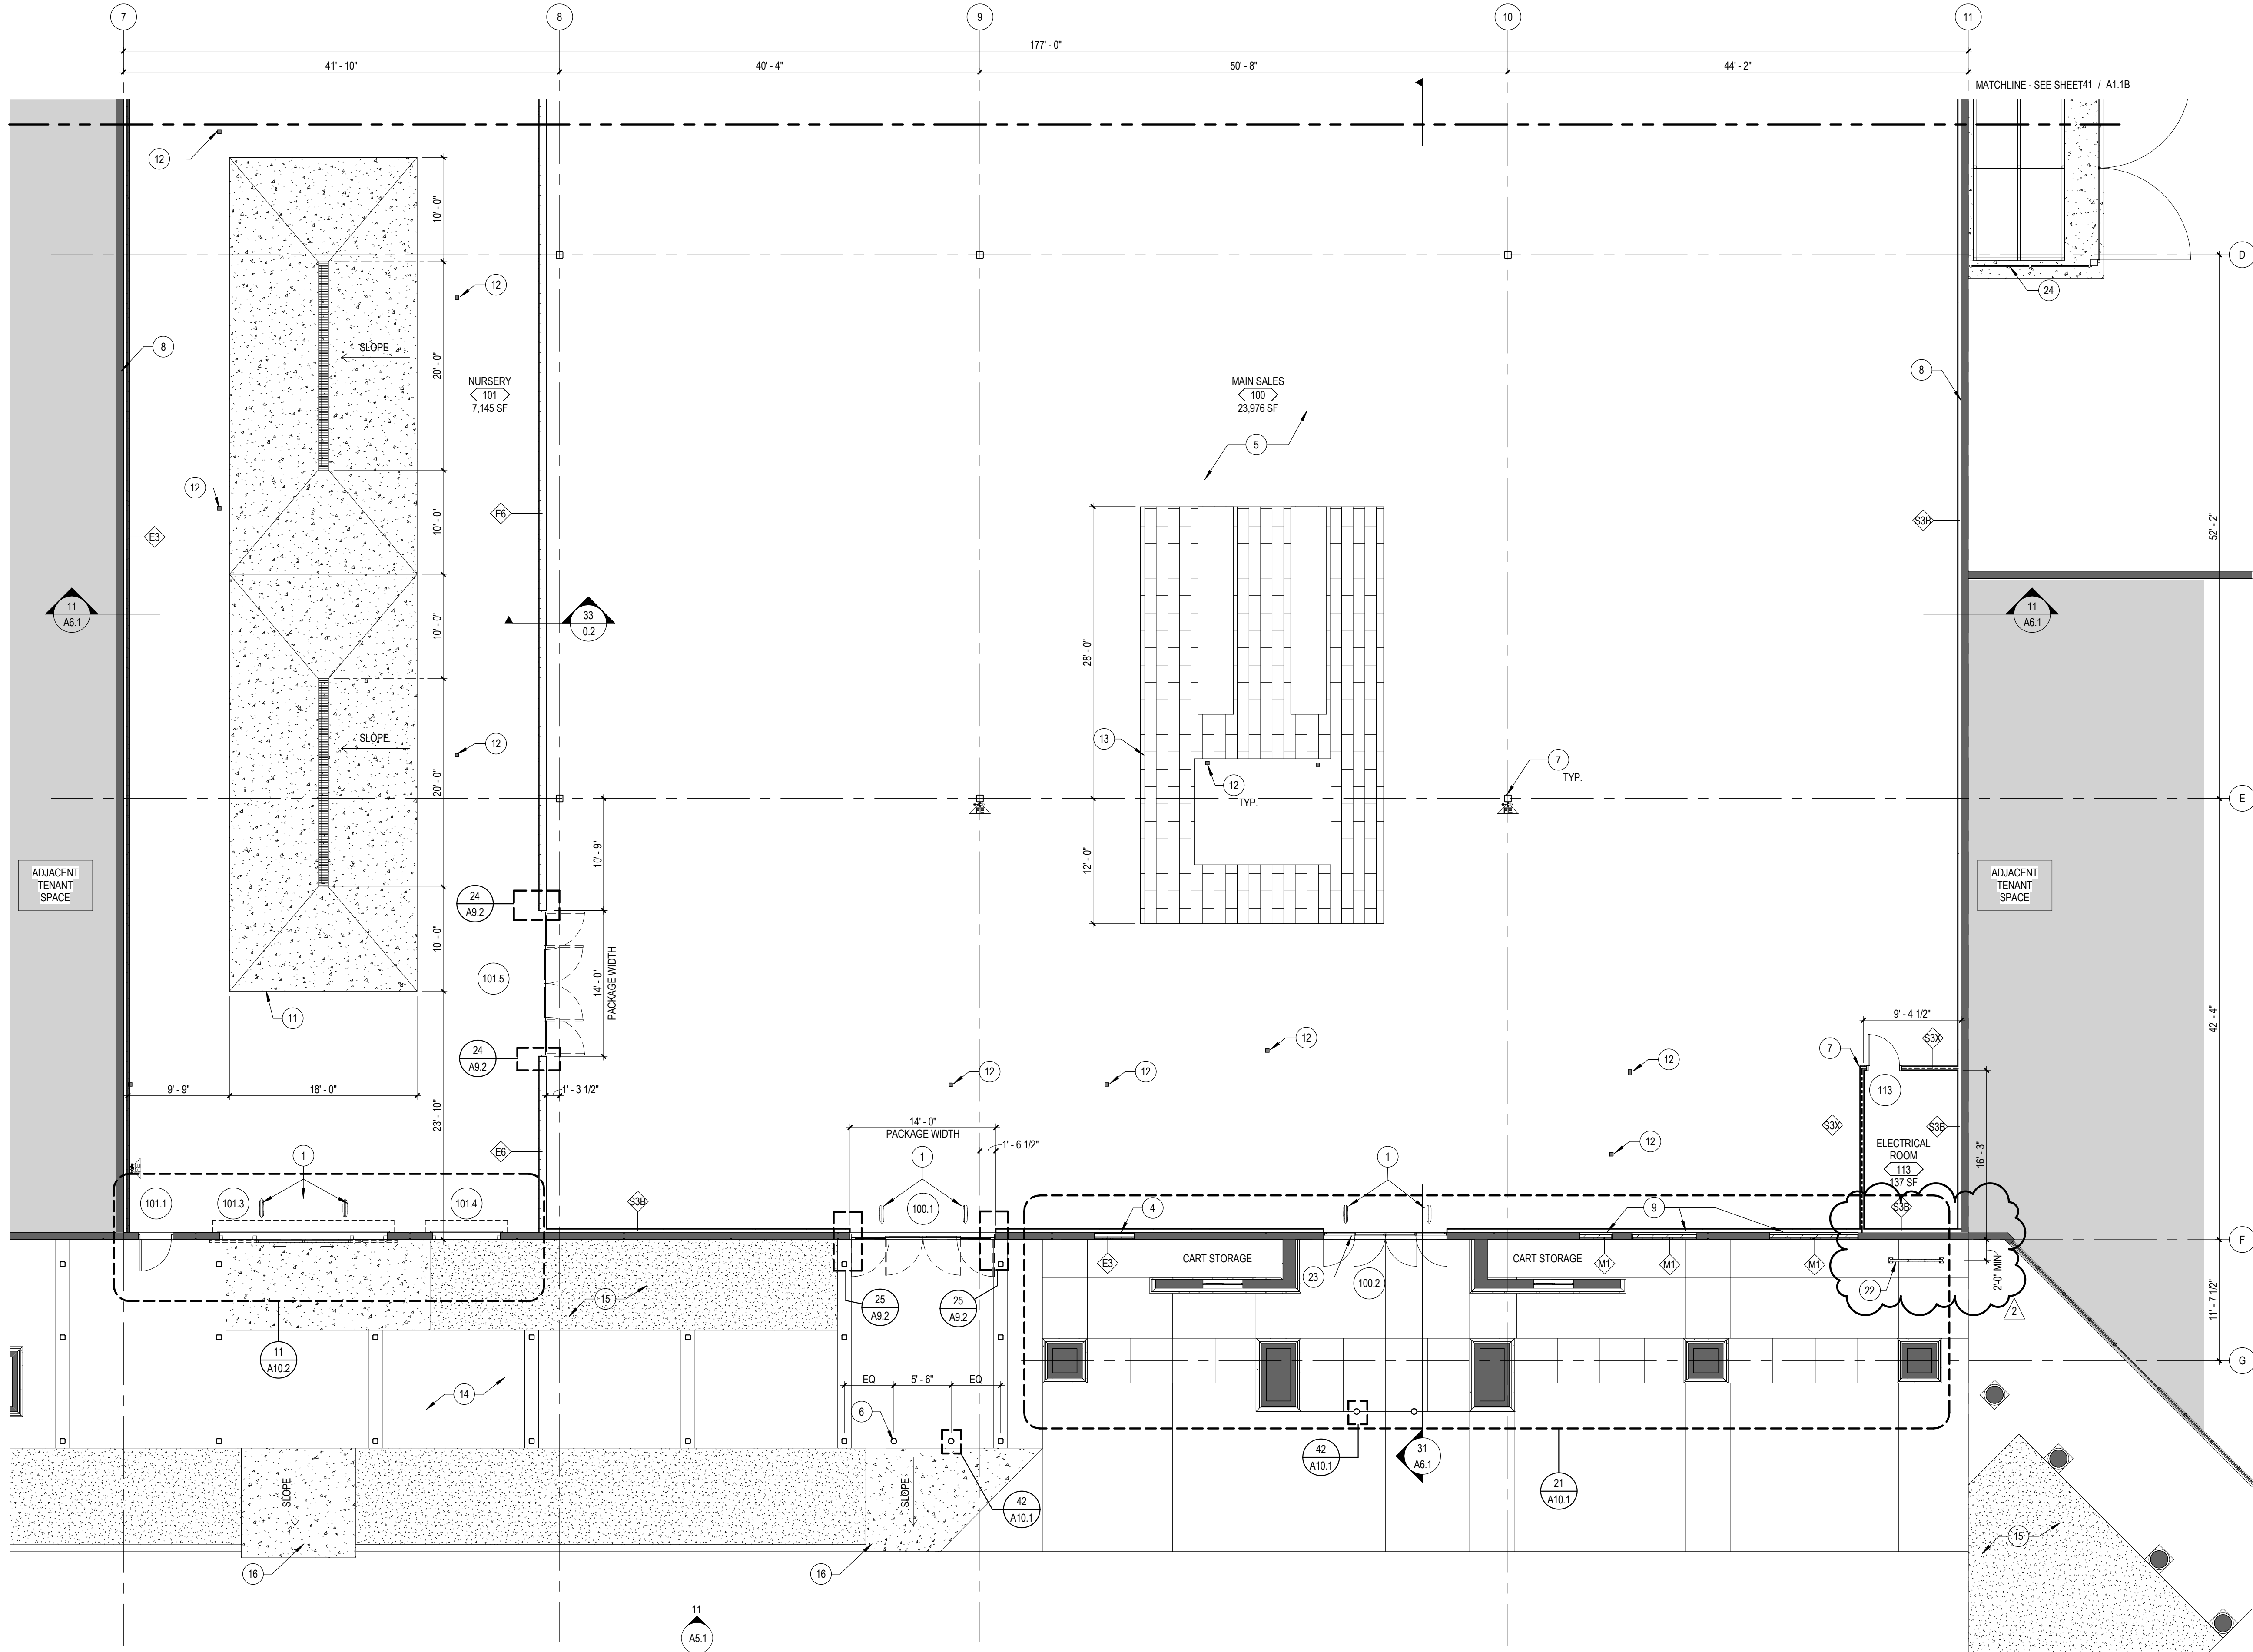 7
8
9
10
11
177' - 0"
41' - 10"
40' - 4"
50' - 8"
44' - 2"
MATCHLINE - SEE SHEET41 / A1.1B
12
10' - 0"
D
12
24
8
SLOPE
20' - 0"
NURSERY
101
7,145 SF
MAIN SALES
100
23,976 SF
8
5
12
E6
10' - 0"
S3B
52' - 2"
E3
11
A6.1
33
0.2
10' - 0"
11
A6.1
28' - 0"
SLOPE
12
13
7
TYP.
20' - 0"
12
TYP.
E
FE
FE
10' - 9"
12' - 0"
ADJACENT
TENANT
SPACE
24
A9.2
ADJACENT
TENANT
SPACE
10' - 0"
101.5
14' - 0"
PACKAGE WIDTH
11
24
A9.2
9' - 4 1/2"
42' - 4"
12
7
S3X
12
12
12
113
9' - 9"
18' - 0"
1' - 3 1/2"
23' - 10"
14' - 0"
PACKAGE WIDTH
1' - 6 1/2"
S3X
S3B
16' - 3"
E6
1
1
1
12
ELECTRICAL
ROOM
113
137 SF
FE
101.1
101.3
101.4
S3B
100.1
4
9
S3B
E3
CART STORAGE
23
100.2
CART STORAGE
M1
M1
M1
F
22
2'-0" MIN
2
15
25
A9.2
25
A9.2
11' - 7 1/2"
11
A10.2
G
14
EQ
5' - 6"
EQ
6
42
A10.1
31
A6.1
21
A10.1
SLOPE
SLOPE
42
A10.1
15
16
16
11
A5.1